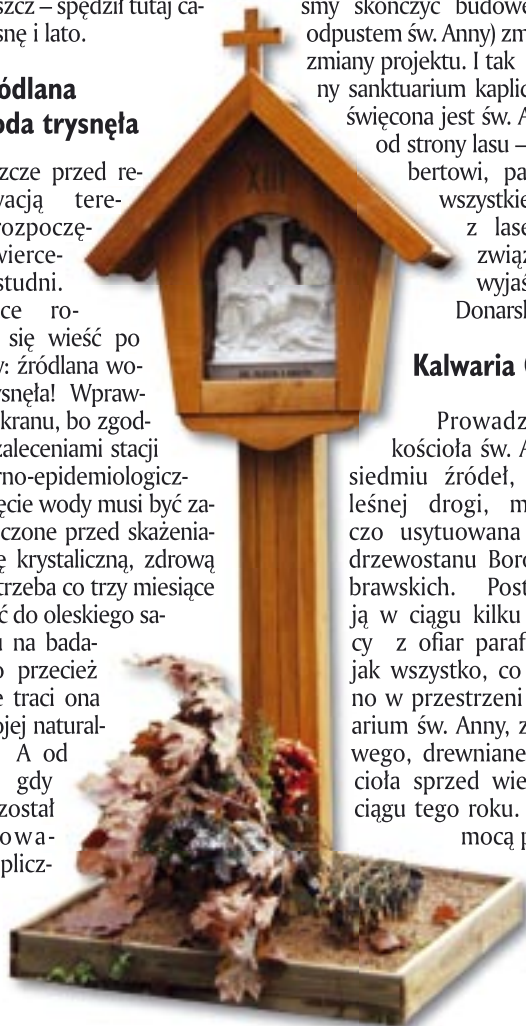 szcz – spędził tutaj ca-
snę i lato.
ódlana
oda trysnęła
szcze przed re-
wacją tere-
rozpoczę-
wierce-
studni.
ce ro-
się wieść po
y: źródlana wo-
ysnęła! Wpraw-
kranu, bo zgod-
zaleceniami stacji
rno-epidemiologicz-
ęcie wody musi być za-
czone przed skażenia-
ę krystaliczną, zdrową
trzeba co trzy miesiące
ć do oleskiego sa-
u na bada-
o przecież
e traci ona
ojej natural-
A od
gdy
został
owa-
plicz-
XIII
smy skończyć budowę
odpustem św. Anny) zm
zmiany projektu. I tak
ny sanktuarium kaplic
święcona jest św. A
od strony lasu –
bertowi, pa
wszystkie
z lase
związ
wyjaś
Donarsk
Kalwaria
Prowadz
kościoła św. A
siedmiu źródeł,
leśnej drogi, m
czo usytuowana
drzewostanu Boro
brawskich. Post
ją w ciągu kilku
cy z ofiar paraf
jak wszystko, co
no w przestrzeni
arium św. Anny, z
wego, drewniane
cioła sprzed wie
ciągu tego roku.
mocą p